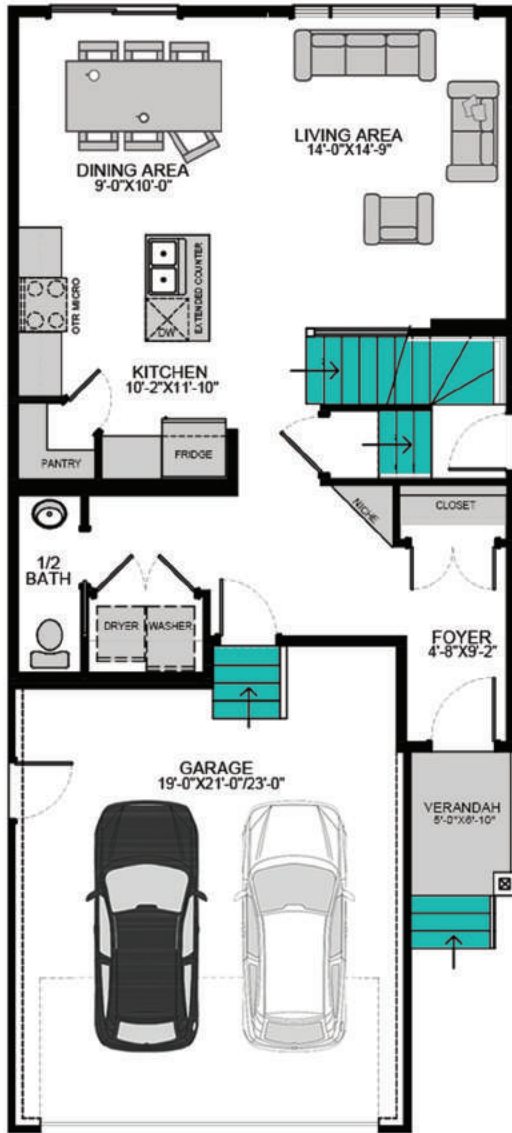 LIVING AREA
14'-0"X14'-9"
DINING AREA
9'-0"X10'-0"
OTR MICRO
EXTENDED COUNTER
DW
KITCHEN
10'-2"X11'-10"
PANTRY
FRIDGE
NICHE
CLOSET
1/2
BATH
DRYER
WASHER
FOYER
4'-8"X9'-2"
GARAGE
19'-0"X21'-0"/23'-0"
VERANDAH
5'-0"X6'-10"